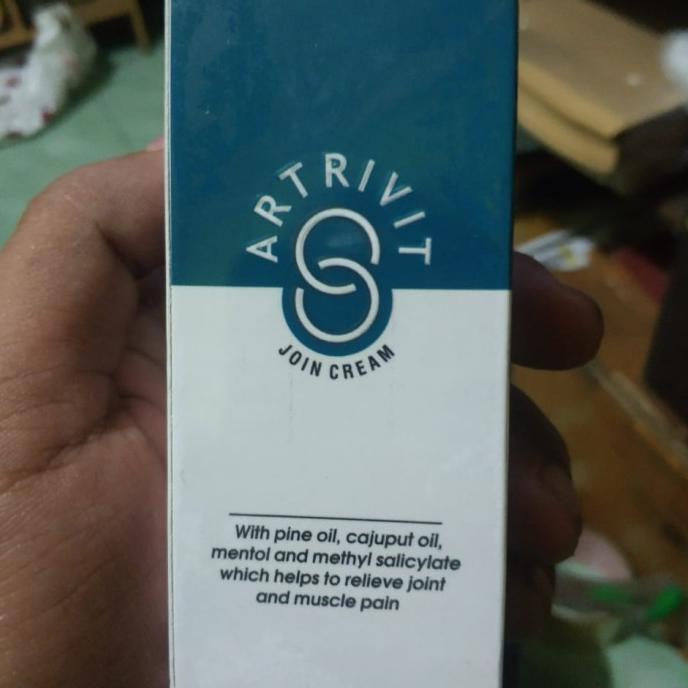 ARTRIVIT
JOIN CREAM
With pine oil, cajuput oil,
mentol and methyl salicylate
which helps to relieve joint
and muscle pain